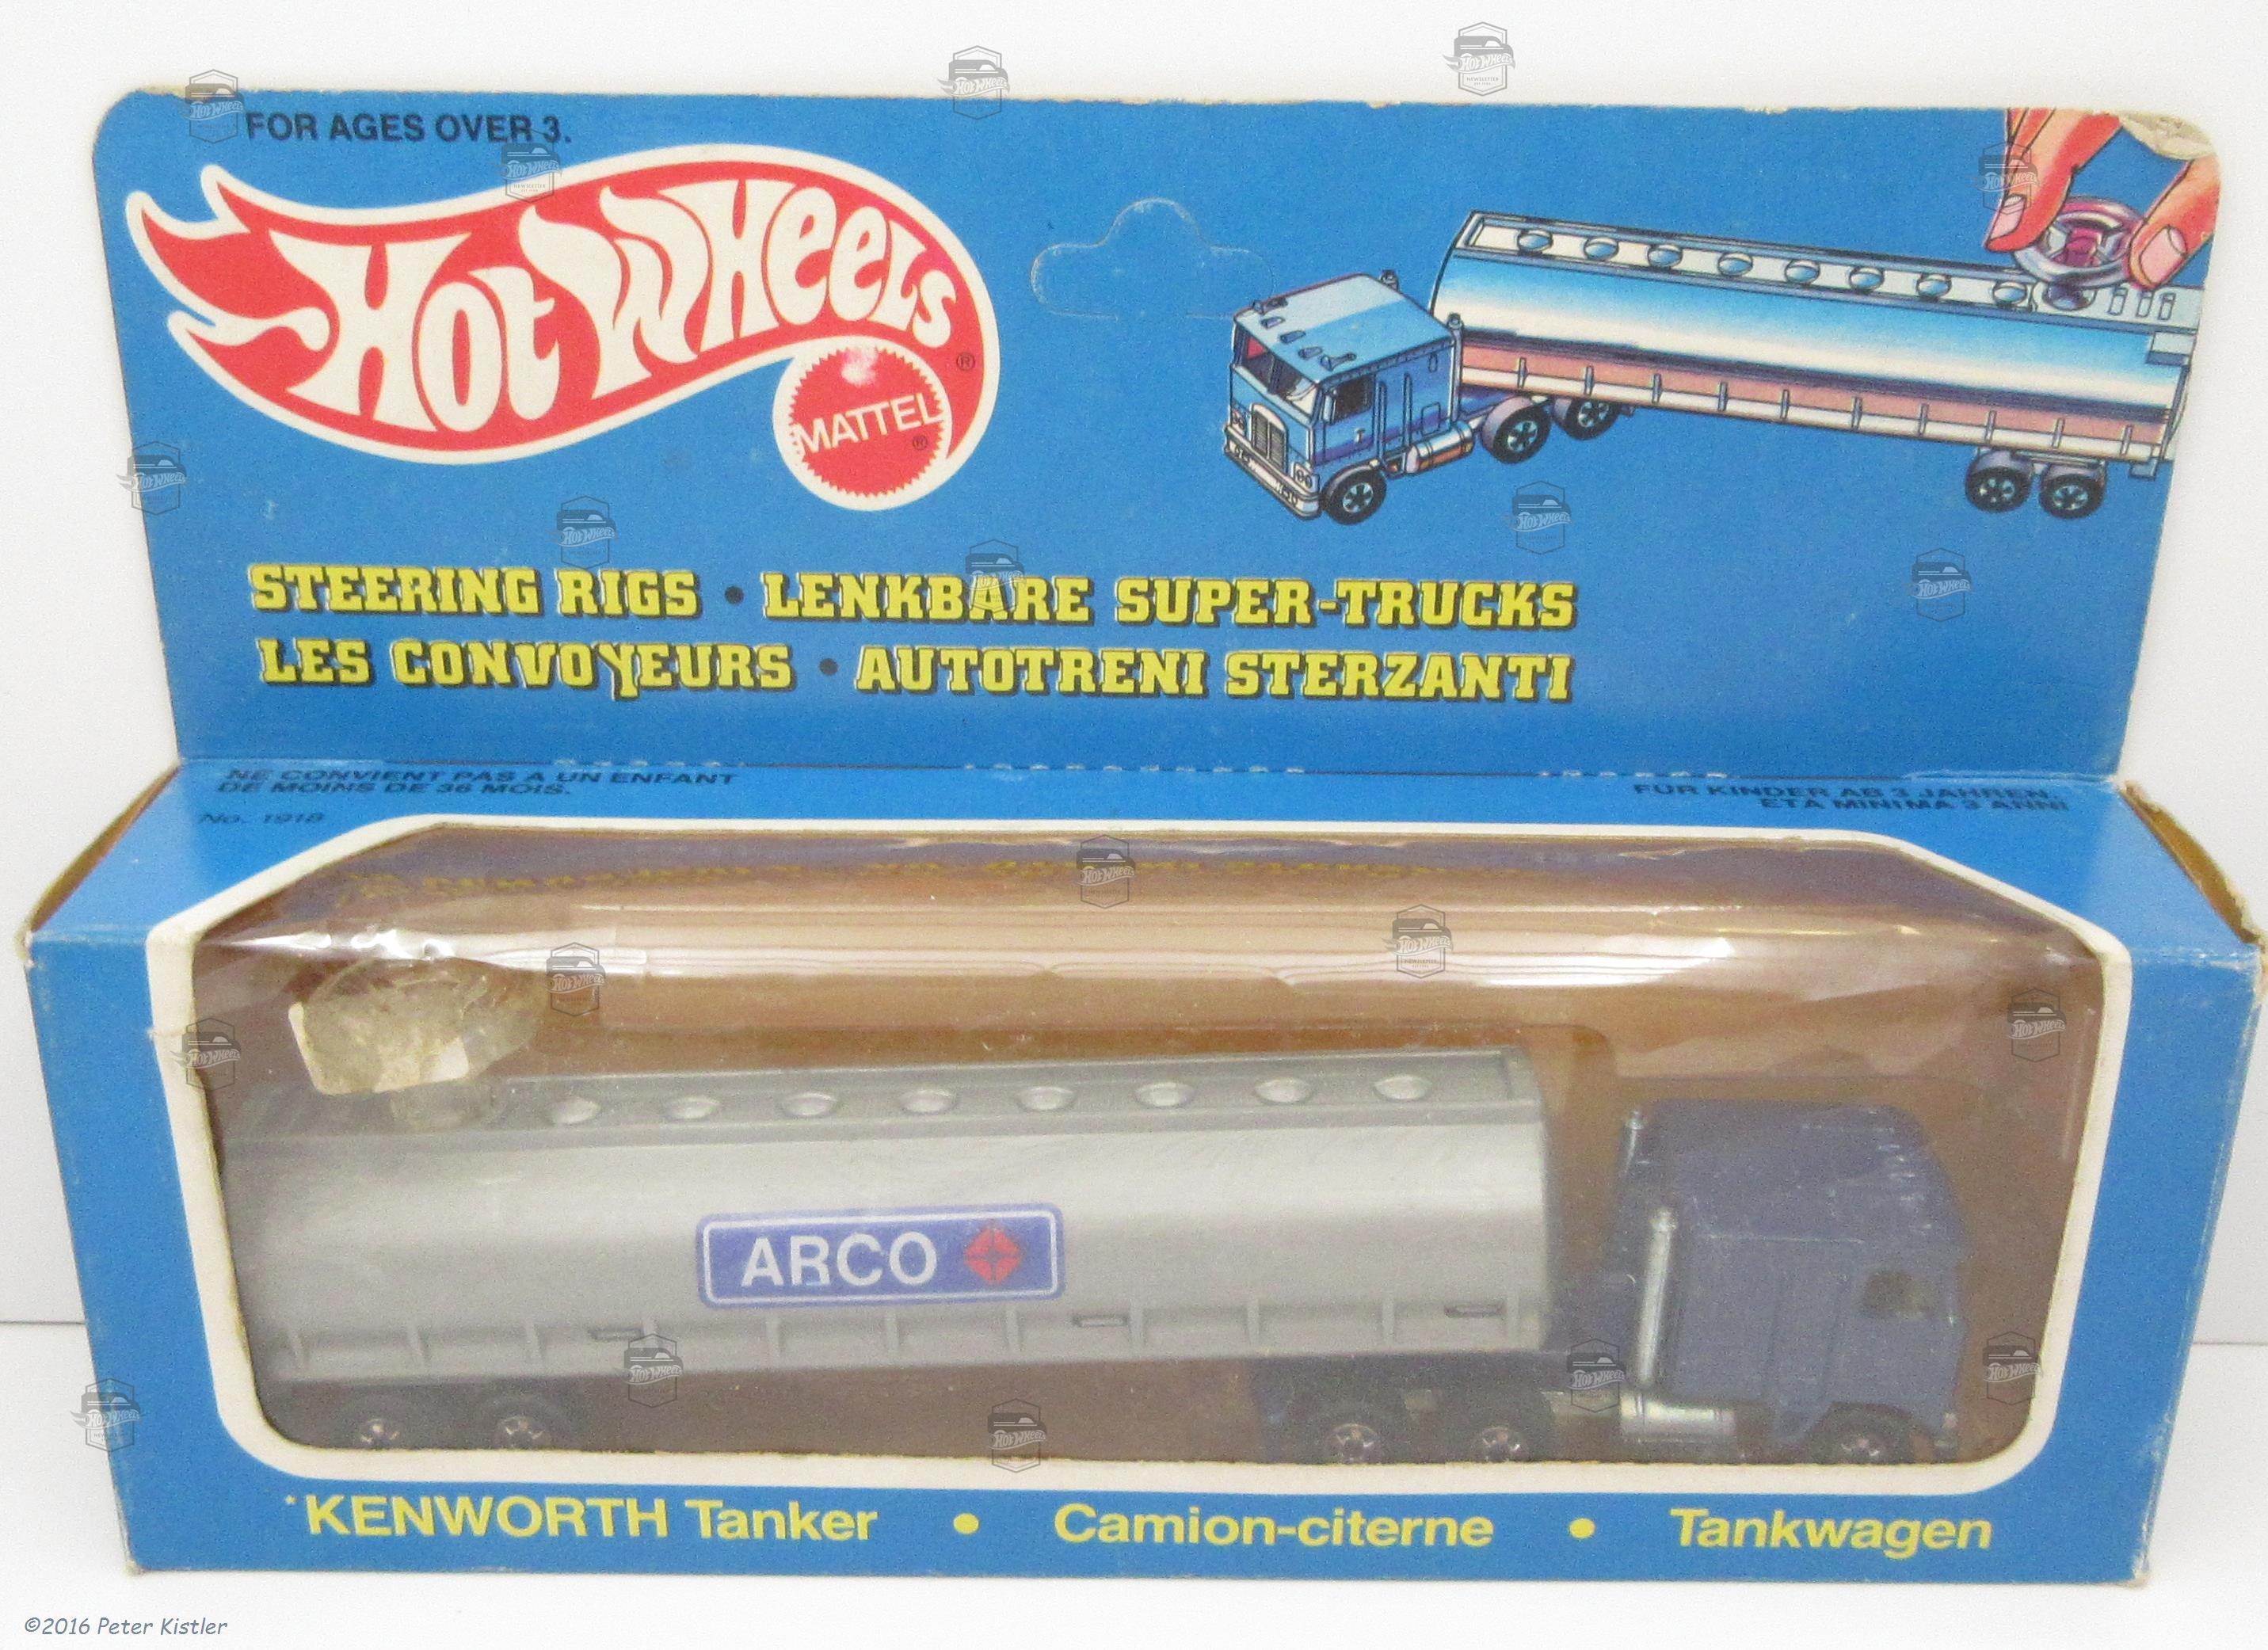 FOR AGES OVER 3.
HOT WHEELS ®
MATTEL ®
STEERING RIGS • LENKBARE SUPER-TRUCKS
LES CONVOYEURS • AUTOTRENI STERZANTI
NE CONVIENT PAS A UN ENFANT
DE MOINS DE 36 MOIS.
No. 1918
FÜR KINDER AB 3 JAHREN.
ETA MINIMA 3 ANNI
ARCO
*KENWORTH Tanker • Camion-citerne • Tankwagen
©2016 Peter Kistler